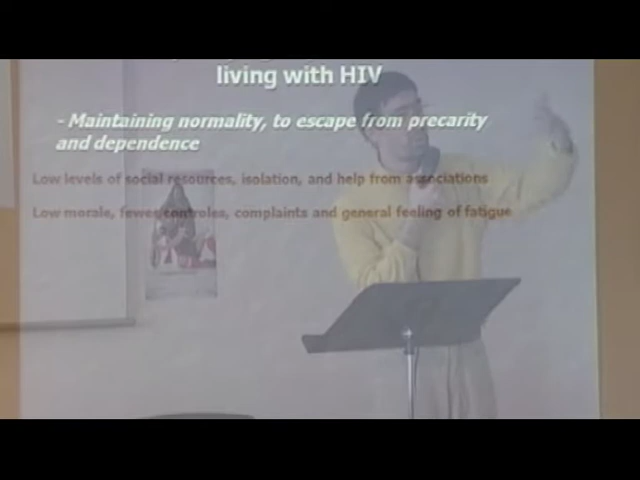 living with HIV
- Maintaining normality, to escape from precarity
and dependence
Low levels of social resources, isolation, and help from associations
Low morale, fewer controles, complaints and general feeling of fatigue